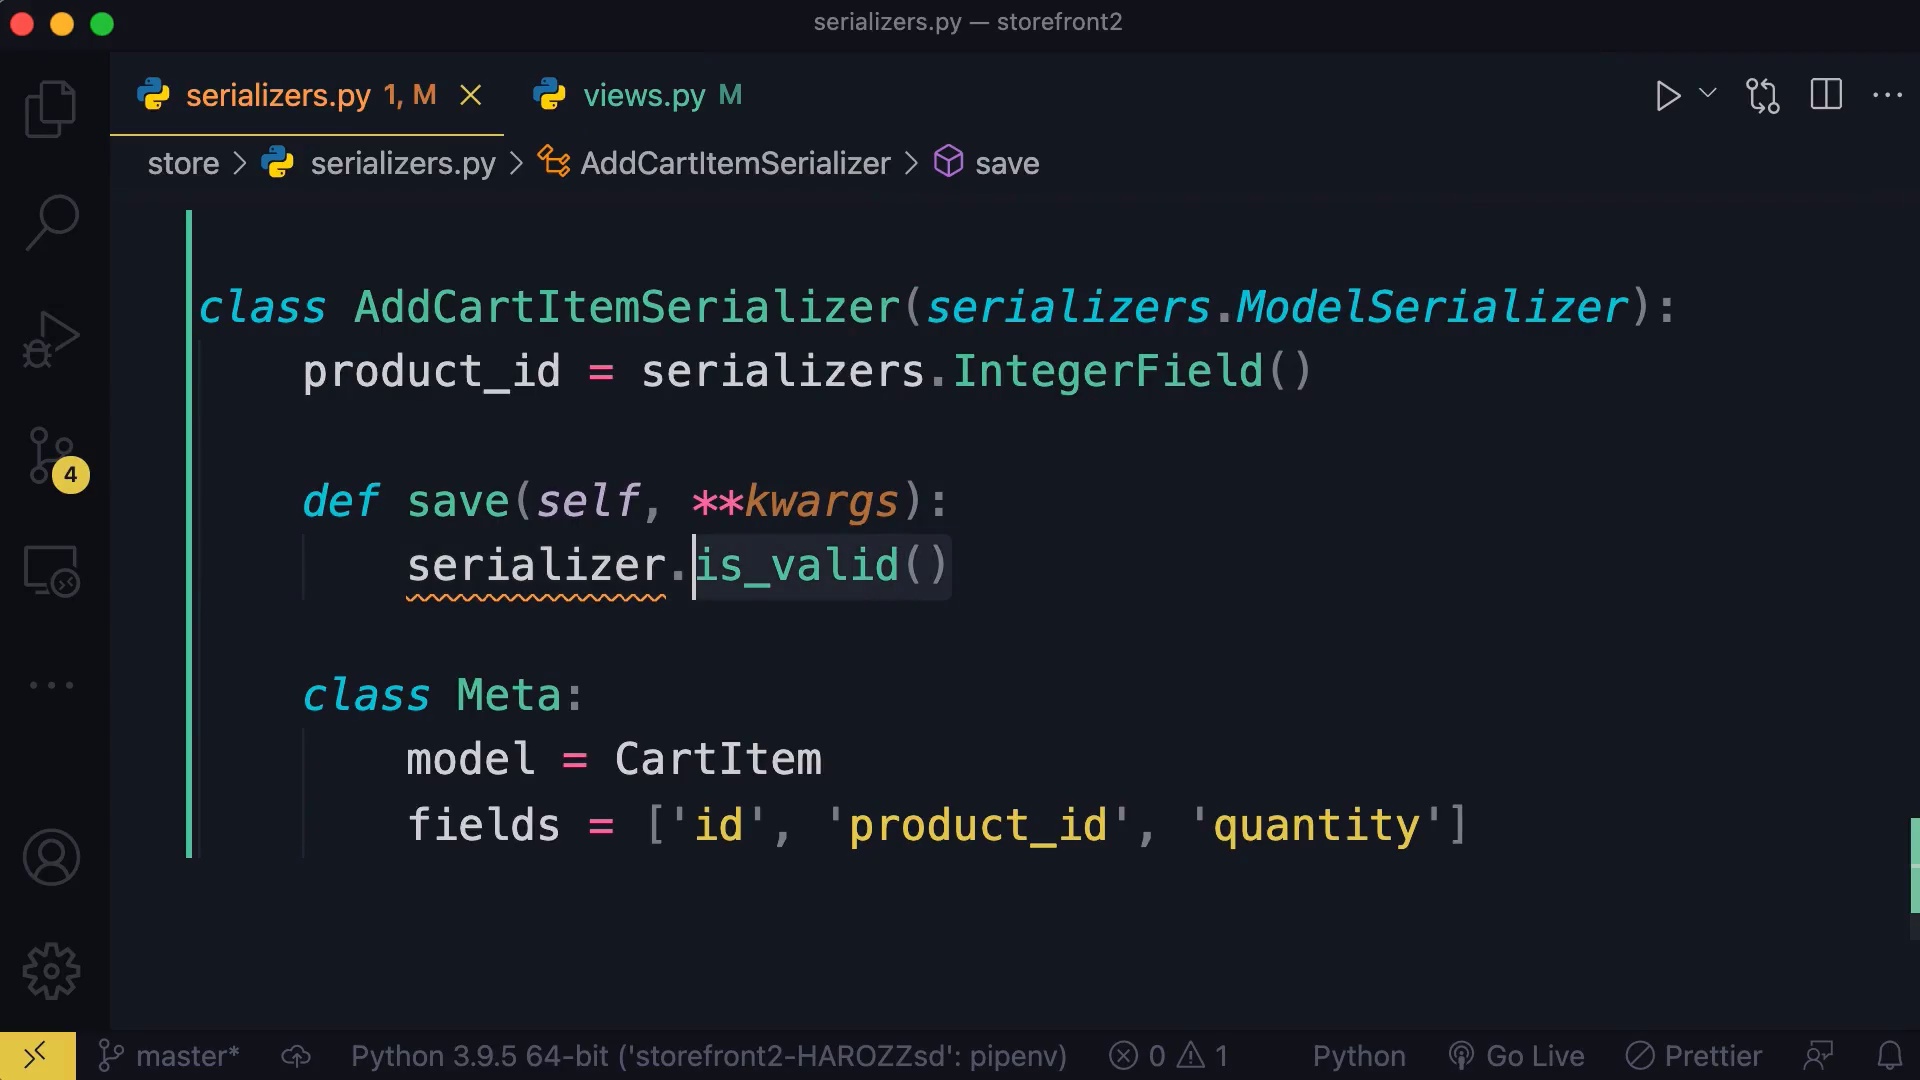 serializers.py — storefront2
serializers.py 1, M
views.py M
store > serializers.py > AddCartItemSerializer > save
class AddCartItemSerializer(serializers.ModelSerializer):
product_id = serializers.IntegerField()
def save(self, **kwargs):
serializer.is_valid()
class Meta:
model = CartItem
fields = ['id', 'product_id', 'quantity']
4
master* Python 3.9.5 64-bit ('storefront2-HAROZZsd': pipenv) 0 1 Python Go Live Prettier